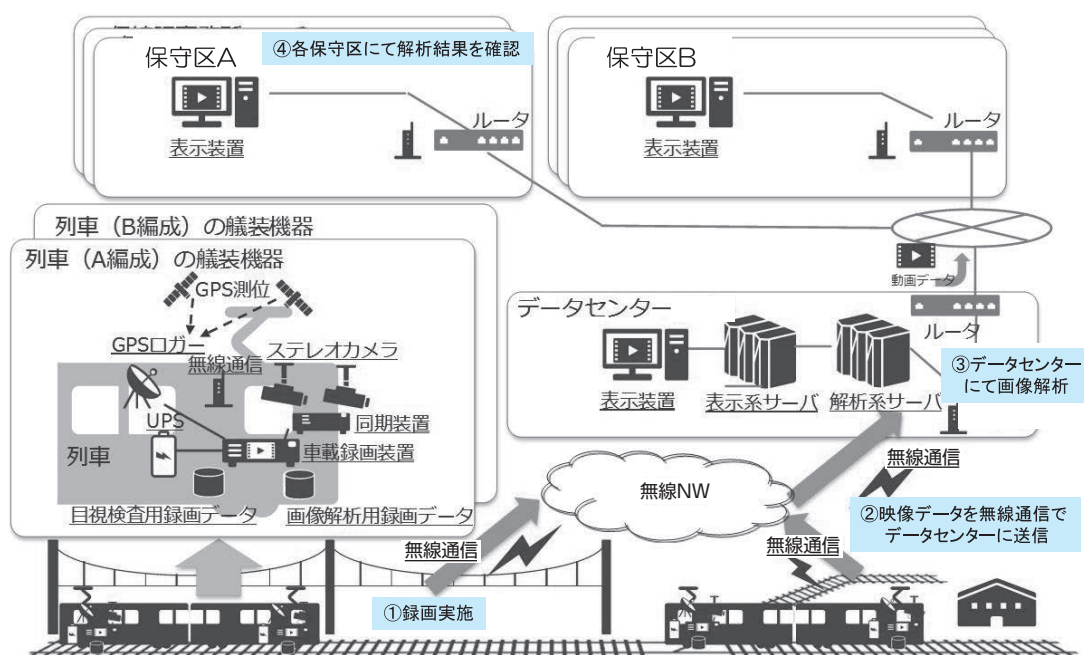 保守区A
④各保守区にて解析結果を確認
表示装置
ルータ
保守区B
表示装置
ルータ
列車（B編成）の艤装機器
列車（A編成）の艤装機器
GPS測位
GPSロガー
無線通信
ステレオカメラ
UPS
同期装置
列車
車載録画装置
目視検査用録画データ
画像解析用録画データ
動画データ
データセンター
ルータ
③データセンター
にて画像解析
表示装置
表示系サーバ
解析系サーバ
無線通信
無線NW
②映像データを無線通信で
データセンターに送信
無線通信
無線通信
①録画実施